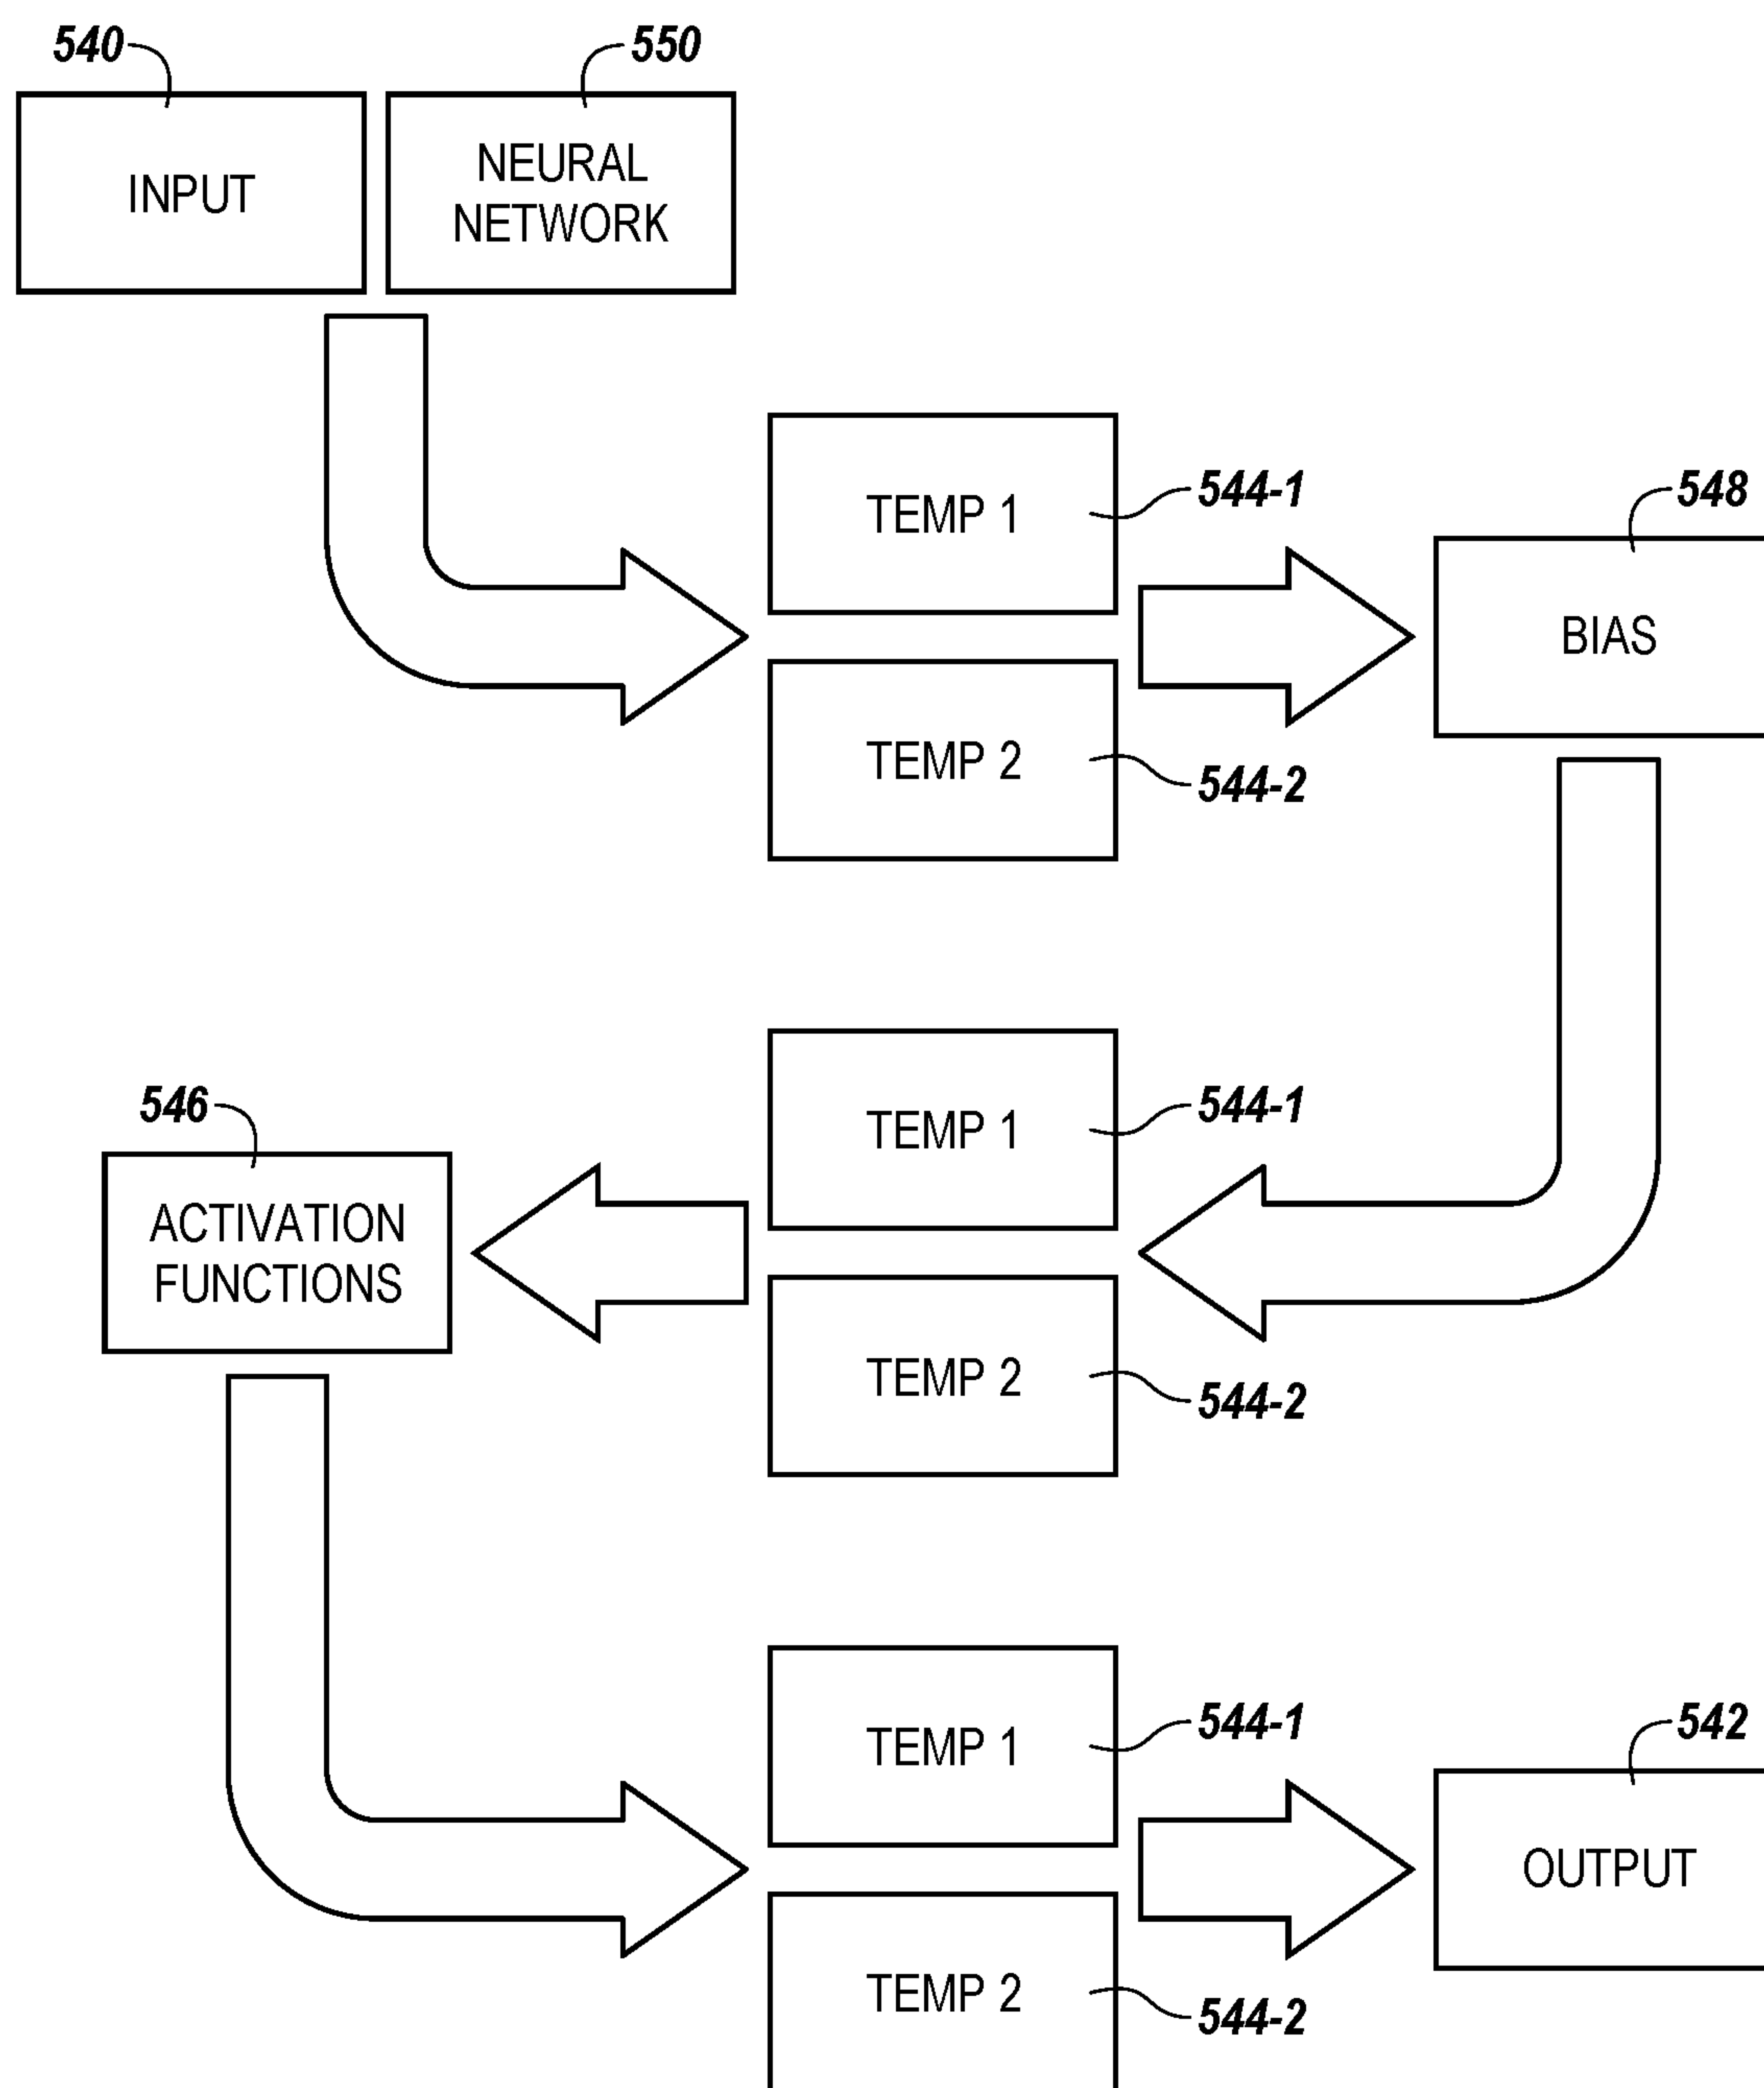 540
550
INPUT
NEURAL
NETWORK
TEMP 1
544-1
548
BIAS
TEMP 2
544-2
TEMP 1
544-1
546
ACTIVATION
FUNCTIONS
TEMP 2
544-2
TEMP 1
544-1
542
OUTPUT
TEMP 2
544-2